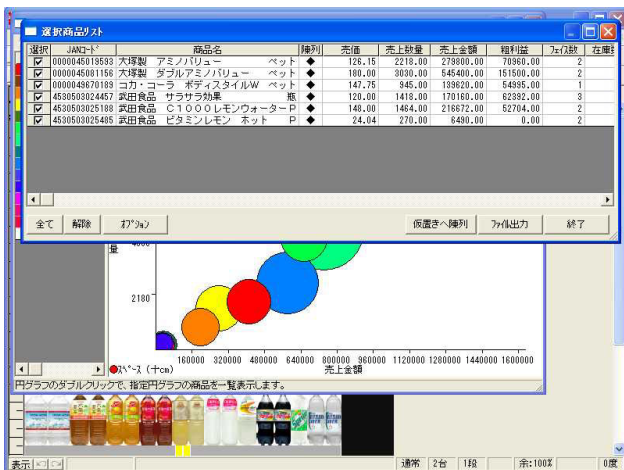 選択商品リスト
選択 JANコード 商品名 陳列 売価 売上数量 売上金額 粗利益 フェイス数 在庫
0000045019593 大塚製 アミノバリュー ペット ◆ 126.15 2218.00 279800.00 70960.00 2
0000045081156 大塚製 ダブルアミノバリュー ペット ◆ 180.00 3030.00 545400.00 151500.00 2
0000049670189 コカ・コーラ ボディスタイルW ペット ◆ 147.75 945.00 139620.00 54995.00 1
4530503024457 武田食品 サラサラ効果 瓶 ◆ 120.00 1418.00 170160.00 62392.00 3
4530503025188 武田食品 C1000レモンウォーターP ◆ 148.00 1464.00 216672.00 52704.00 2
4530503025485 武田食品 ビタミンレモン ホット P ◆ 24.04 270.00 6490.00 0.00 2
全て 解除 オプション 仮置きへ陳列 ファイル出力 終了
量
2180
160000 320000 480000 640000 800000 960000 1120000 1280000 1440000 1600000
スペース (十cm) 売上金額
円グラフのダブルクリックで、指定円グラフの商品を一覧表示します。
表示 通常 2台 1段 余:100% 0度